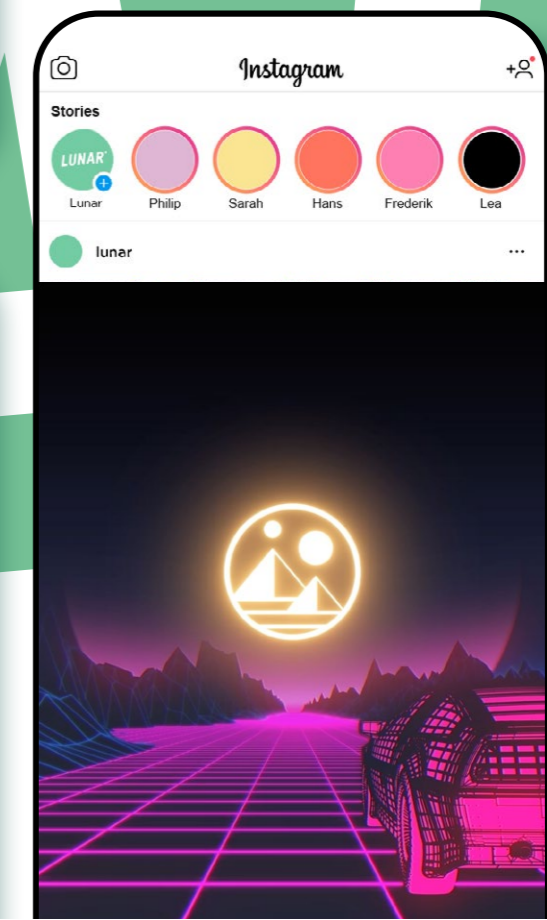 Instagram
Stories
LUNAR
Lunar Philip Sarah Hans Frederik Lea
lunar